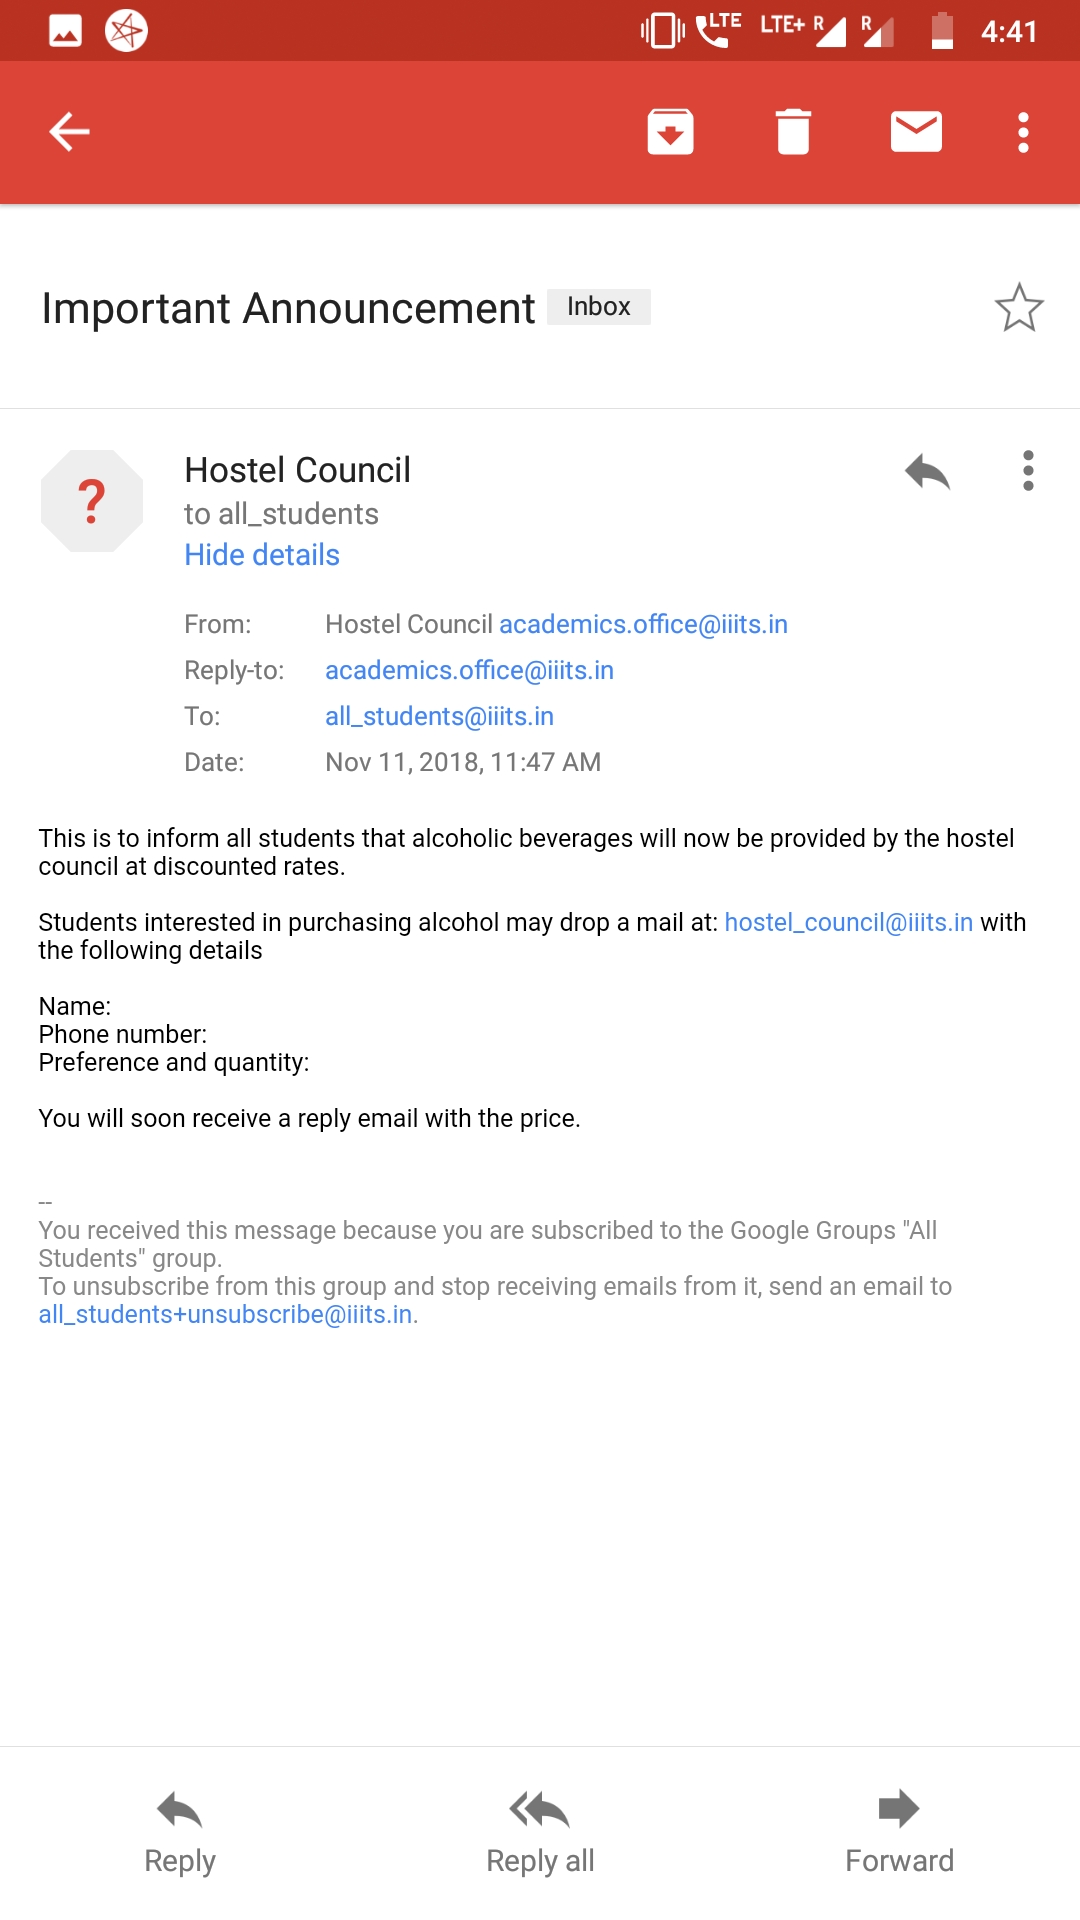 LTE LTE+ R R 4:41
Important Announcement Inbox
?
Hostel Council
to all_students
Hide details
From: Hostel Council academics.office@iiits.in
Reply-to: academics.office@iiits.in
To: all_students@iiits.in
Date: Nov 11, 2018, 11:47 AM
This is to inform all students that alcoholic beverages will now be provided by the hostel
council at discounted rates.
Students interested in purchasing alcohol may drop a mail at: hostel_council@iiits.in with
the following details
Name:
Phone number:
Preference and quantity:
You will soon receive a reply email with the price.
--
You received this message because you are subscribed to the Google Groups "All
Students" group.
To unsubscribe from this group and stop receiving emails from it, send an email to
all_students+unsubscribe@iiits.in.
Reply Reply all Forward